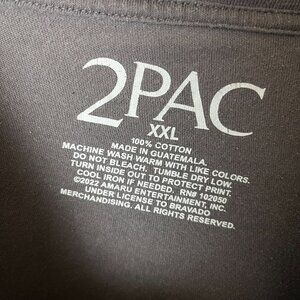 2PAC
XXL
100% COTTON
MADE IN GUATEMALA.
MACHINE WASH WARM WITH LIKE COLORS.
DO NOT BLEACH. TUMBLE DRY LOW.
TURN INSIDE OUT TO PROTECT PRINT.
COOL IRON IF NEEDED. RN# 102050
©2022 AMARU ENTERTAINMENT, INC.
UNDER LICENSE TO BRAVADO
MERCHANDISING. ALL RIGHTS RESERVED.